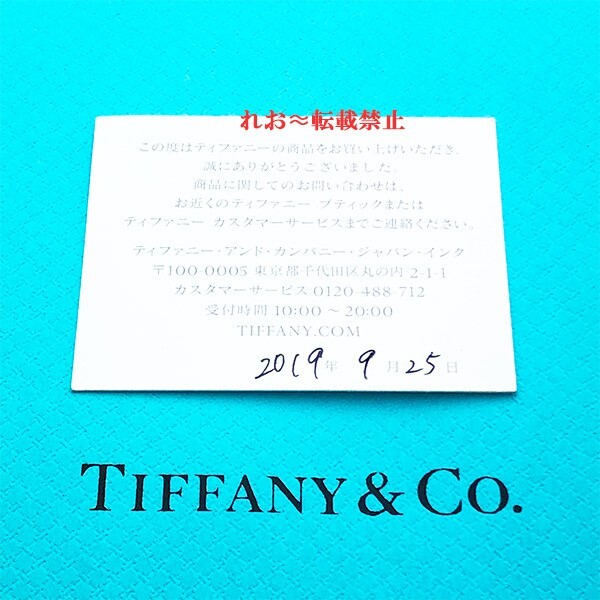 れお～転載禁止
この度はティファニーの商品をお買い上げいただき、
誠にありがとうございました。
商品に関してのお問い合わせは、
お近くのティファニー ブティックまたは
ティファニー カスタマーサービスまでご連絡ください。
ティファニー・アンド・カンパニー・ジャパン・インク
〒100-0005 東京都千代田区丸の内 2-1-1
カスタマーサービス 0120-488-712
受付時間 10:00 ～ 20:00
TIFFANY.COM
2019年 9月25日
TIFFANY & CO.